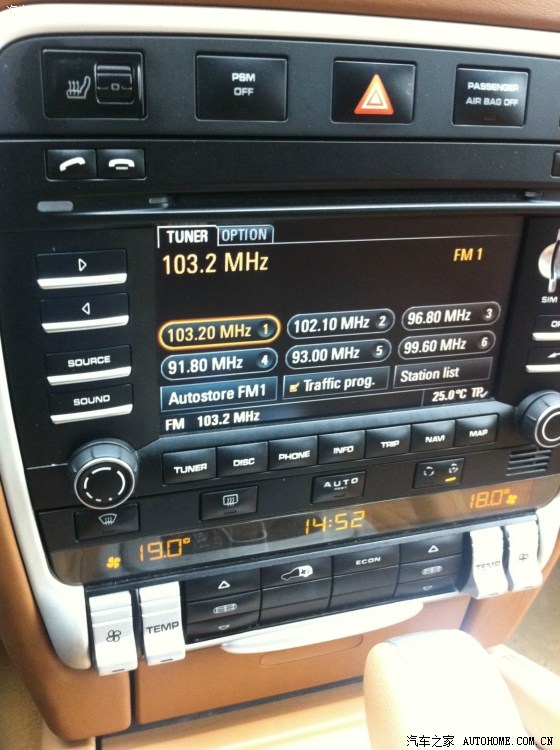 PSM
OFF
PASSENGER
AIR BAG OFF
TUNER OPTION
103.2 MHz
FM 1
103.20 MHz 1
102.10 MHz 2
96.80 MHz 3
91.80 MHz 4
93.00 MHz 5
99.60 MHz 6
Autostore FM1
Traffic prog.
Station list
FM 103.2 MHz
25.0°C TP
SOURCE
SOUND
SIM
TUNER
DISC
PHONE
INFO
TRIP
NAVI
MAP
AUTO
19.0°
14:52
18.0°
ECON
TEMP
TEMP
汽车之家 AUTOHOME.COM.CN